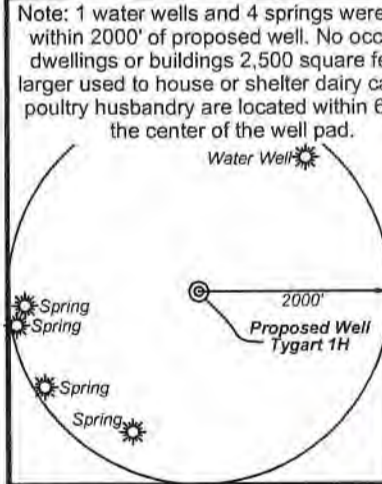 Note: 1 water wells and 4 springs were
within 2000' of proposed well. No occ
dwellings or buildings 2,500 square fe
larger used to house or shelter dairy ca
poultry husbandry are located within 6
the center of the well pad.
Water Well
2000'
Spring
Spring
Proposed Well
Tygart 1H
Spring
Spring